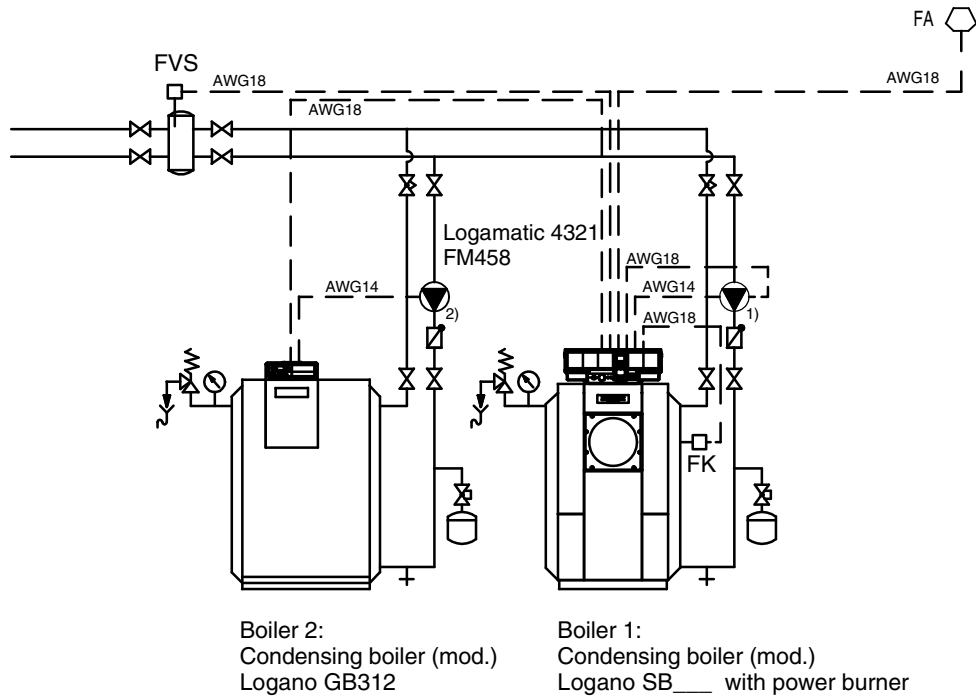 FA
FVS
AWG18
AWG18
AWG18
Logamatic 4321
FM458
AWG18
AWG14
AWG14
2)
1)
AWG18
FK
Boiler 2:
Condensing boiler (mod.)
Logano GB312
Boiler 1:
Condensing boiler (mod.)
Logano SB___ with power burner